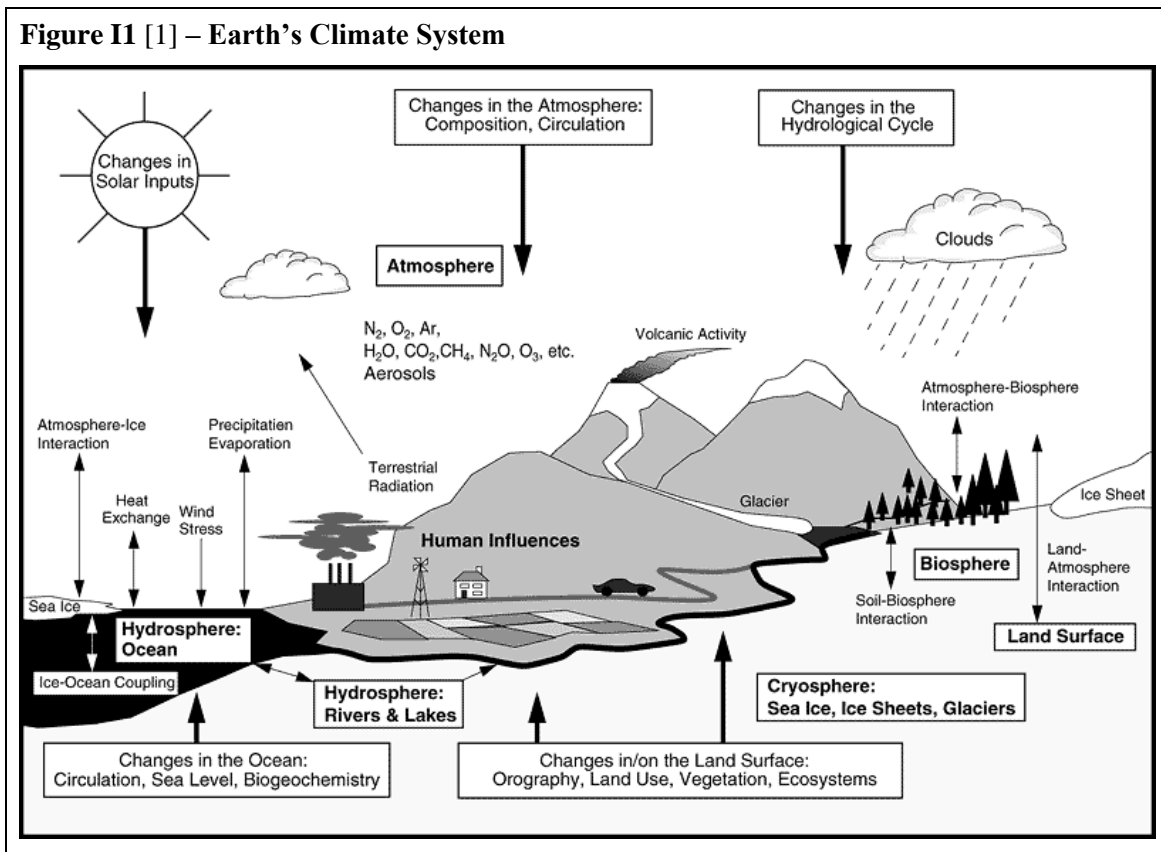 Figure I1 [1] – Earth's Climate System
Changes in
Solar Inputs
Changes in the Atmosphere:
Composition, Circulation
Changes in the
Hydrological Cycle
Clouds
Atmosphere
N₂, O₂, Ar,
H₂O, CO₂,CH₄, N₂O, O₃, etc.
Aerosols
Volcanic Activity
Atmosphere-Biosphere
Interaction
Atmosphere-Ice
Interaction
Precipitation
Evaporation
Terrestrial
Radiation
Heat
Exchange
Wind
Stress
Glacier
Ice Sheet
Human Influences
Biosphere
Land-
Atmosphere
Interaction
Soil-Biosphere
Interaction
Sea Ice
Hydrosphere:
Ocean
Land Surface
Ice-Ocean Coupling
Hydrosphere:
Rivers & Lakes
Cryosphere:
Sea Ice, Ice Sheets, Glaciers
Changes in the Ocean:
Circulation, Sea Level, Biogeochemistry
Changes in/on the Land Surface:
Orography, Land Use, Vegetation, Ecosystems